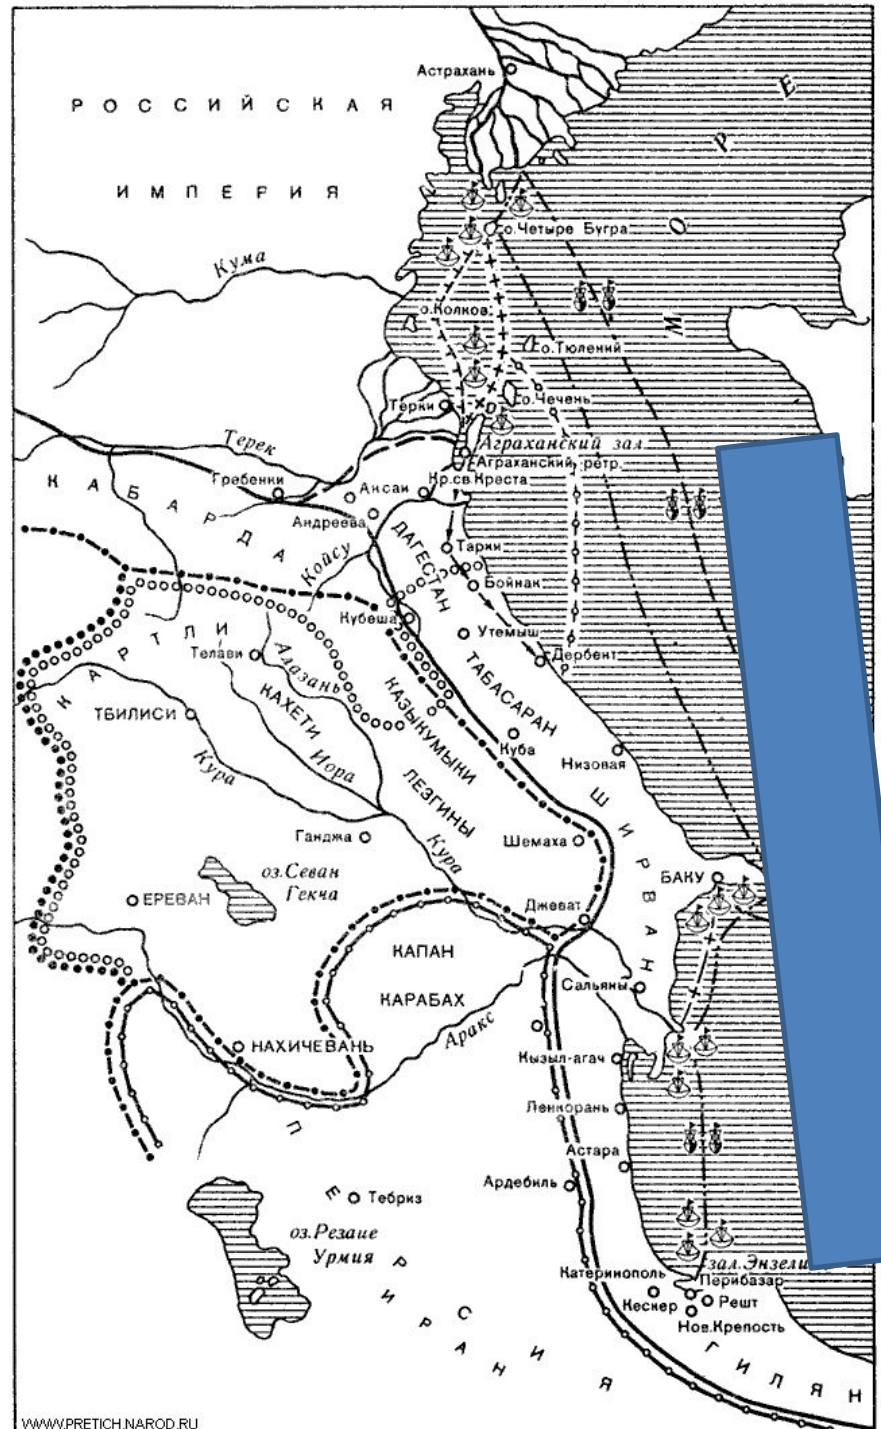 Астрахань
РОССИЙСКАЯ
ИМПЕРИЯ
МОРЕ
о.Четыре Бугра
Кума
о.Колков
о.Тюлений
о.Чечень
Терки
Терек
Аграханский зал.
Аграханский ретр.
Гребенки
Аксаи
Кр.св.Креста
КАБАРДА
Андреева
Койсу
ДАГЕСТАН
Тарки
Бойнак
Кубеша
Утемыш
Дербент
КАРТЛИ
Телави
Алазань
ТАБАСАРАН
КАХЕТИ
КАЗЫКУМЫКИ
ТБИЛИСИ
Куба
Низовая
Кура
Иора
ЛЕЗГИНЫ
ШИРВАН
Ганджа
Кура
Шемаха
оз.Севан
Гекча
БАКУ
ЕРЕВАН
Джеват
КАПАН
КАРАБАХ
Сальяны
Аракс
НАХИЧЕВАНЬ
Кызыл-агач
Ленкорань
Астара
Ардебиль
Тебриз
оз.Резаие
Урмия
ПЕРСИЯ
ИРАН
зал.Энзели
Катеринополь
Перибазар
Кескер
Решт
Нов.Крепость
ГИЛЯН
WWW.PRETICH.NAROD.RU